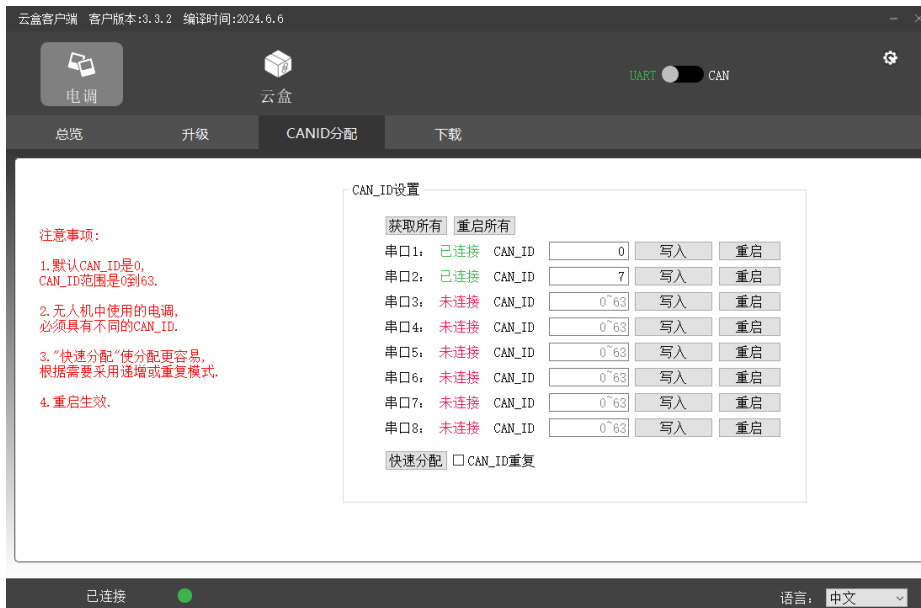 云盒客户端 客户版本:3.3.2 编译时间:2024.6.6
电调
云盒
UART CAN
总览 升级 CANID分配 下载
CAN_ID设置
获取所有 重启所有
注意事项:
1.默认CAN_ID是0,
CAN_ID范围是0到63.
2.无人机中使用的电调,
必须具有不同的CAN_ID.
3."快速分配"使分配更容易,
根据需要采用递增或重复模式.
4.重启生效.
串口1: 已连接 CAN_ID 0 写入 重启
串口2: 已连接 CAN_ID 7 写入 重启
串口3: 未连接 CAN_ID 0~63 写入 重启
串口4: 未连接 CAN_ID 0~63 写入 重启
串口5: 未连接 CAN_ID 0~63 写入 重启
串口6: 未连接 CAN_ID 0~63 写入 重启
串口7: 未连接 CAN_ID 0~63 写入 重启
串口8: 未连接 CAN_ID 0~63 写入 重启
快速分配 CAN_ID重复
已连接
语言: 中文